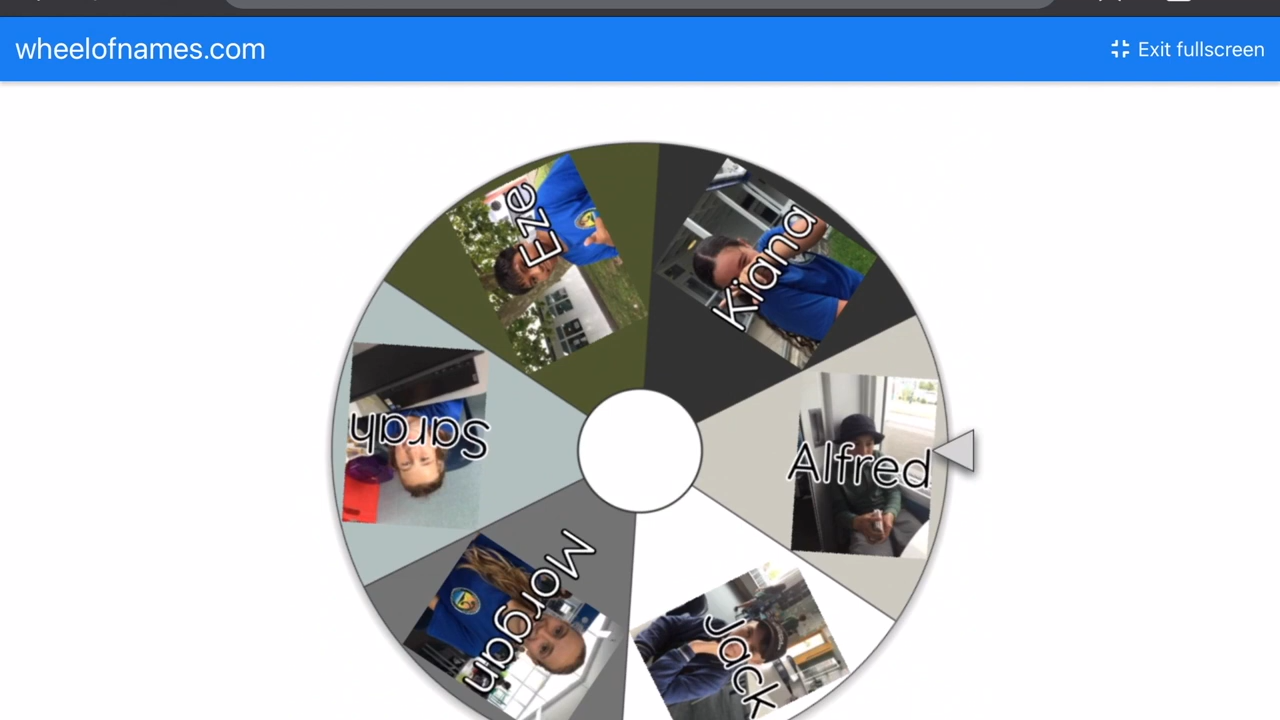 wheelofnames.com
Exit fullscreen
Eze
Kiana
Sarah
Alfred
Morgan
Jack